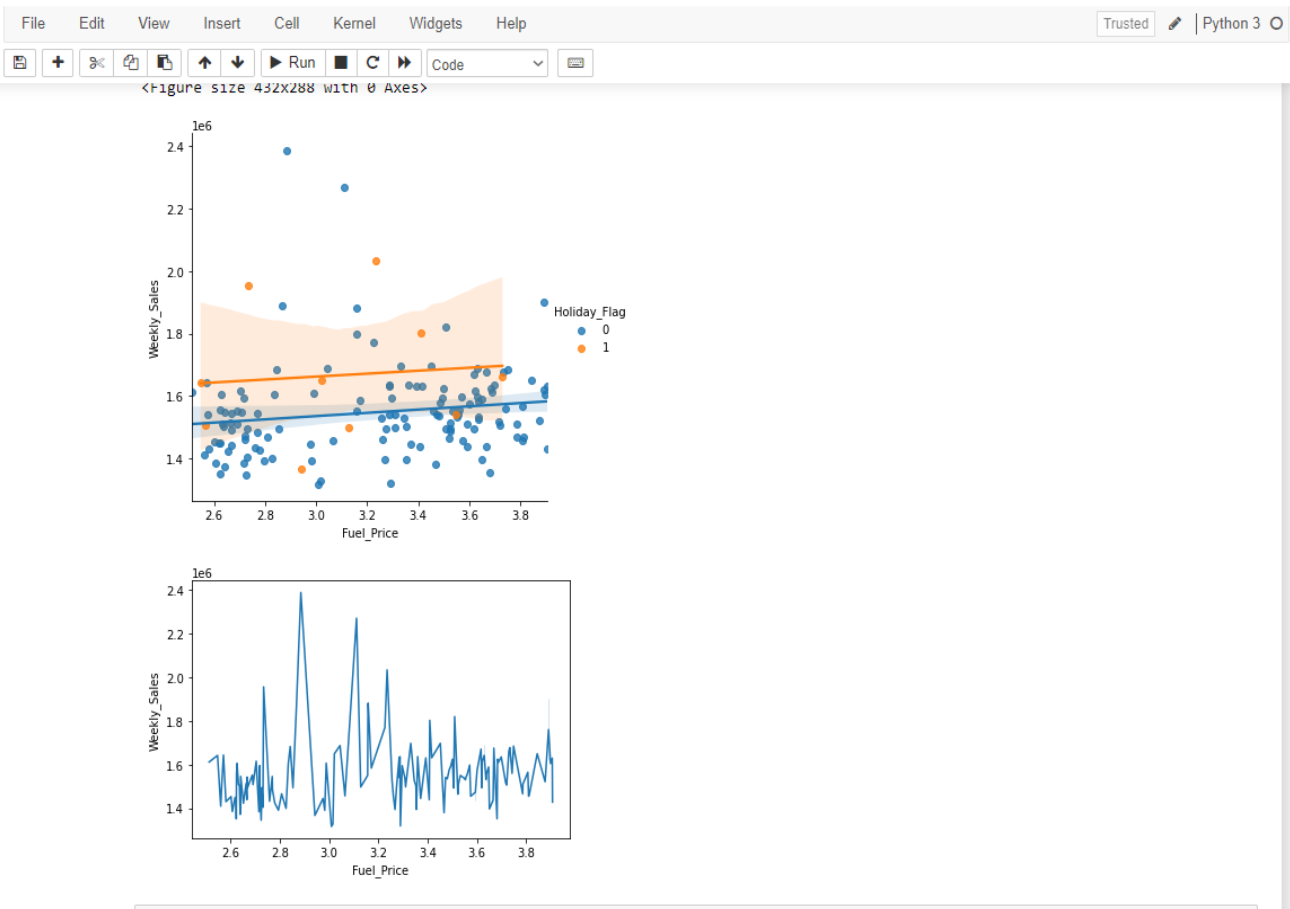 File Edit View Insert Cell Kernel Widgets Help Trusted Python 3
Run Code
<Figure size 432x288 with 0 Axes>
1e6
2.4
2.2
2.0
1.8
1.6
1.4
Weekly_Sales
Holiday_Flag
0
1
2.6 2.8 3.0 3.2 3.4 3.6 3.8
Fuel_Price
1e6
2.4
2.2
2.0
1.8
1.6
1.4
Weekly_Sales
2.6 2.8 3.0 3.2 3.4 3.6 3.8
Fuel_Price